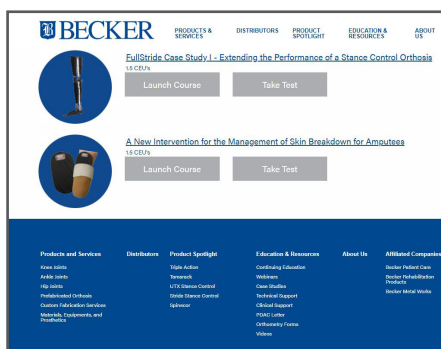 BECKER
PRODUCTS & SERVICES
DISTRIBUTORS
PRODUCT SPOTLIGHT
EDUCATION & RESOURCES
ABOUT US
FullStride Case Study I - Extending the Performance of a Stance Control Orthosis
1.5 CEU's
Launch Course
Take Test
A New Intervention for the Management of Skin Breakdown for Amputees
1.5 CEU's
Launch Course
Take Test
Products and Services
Knee Joints
Ankle Joints
Hip Joints
Prefabricated Orthosis
Custom Fabrication Services
Materials, Equipments, and
Prosthetics
Distributors
Product Spotlight
Triple Action
Tamarack
UTX Stance Control
Stride Stance Control
Spinecor
Education & Resources
Continuing Education
Webinars
Case Studies
Technical Support
Clinical Support
PDAC Letter
Orthometry Forms
Videos
About Us
Affiliated Companies
Becker Patient Care
Becker Rehabilitation
Products
Becker Metal Works